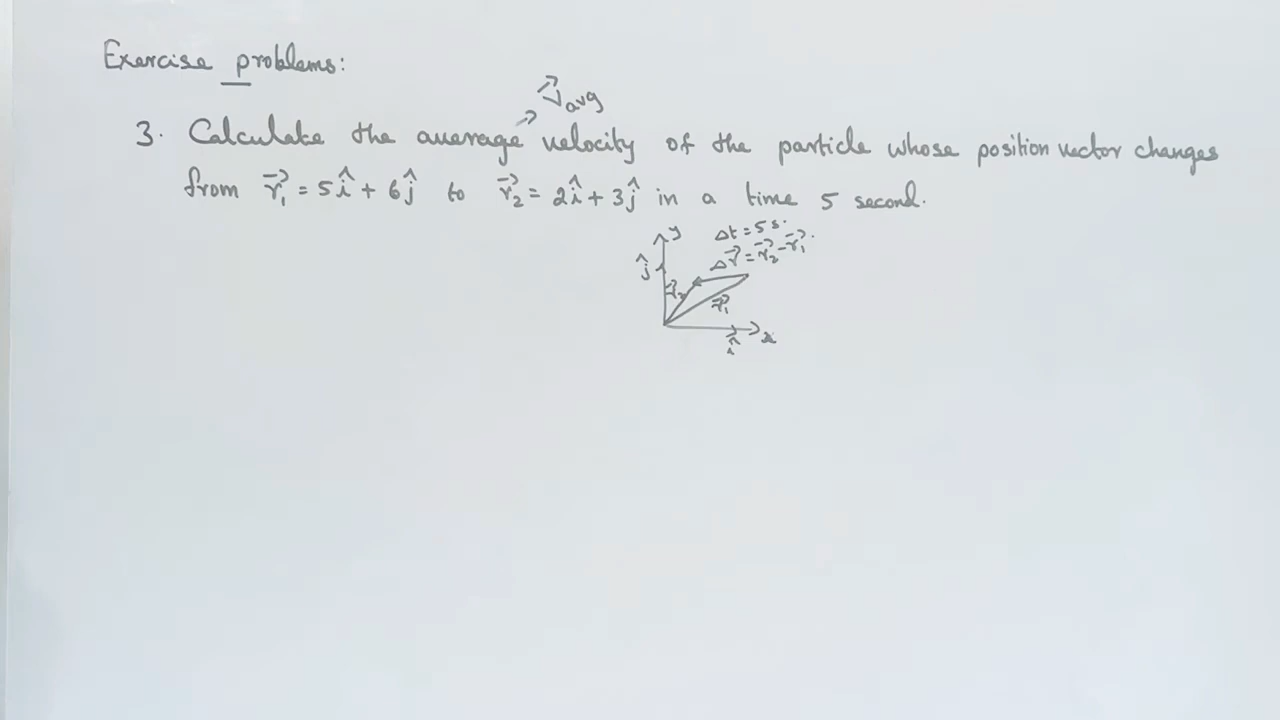 Exercise problems:
v⃗avg
3. Calculate the average velocity of the particle whose position vector changes
from r⃗₁ = 5î + 6ĵ to r⃗₂ = 2î + 3ĵ in a time 5 second.
y Δt = 5s.
ĵ Δr⃗ = r⃗₂ - r⃗₁.
r⃗₂ r⃗₁
x
î